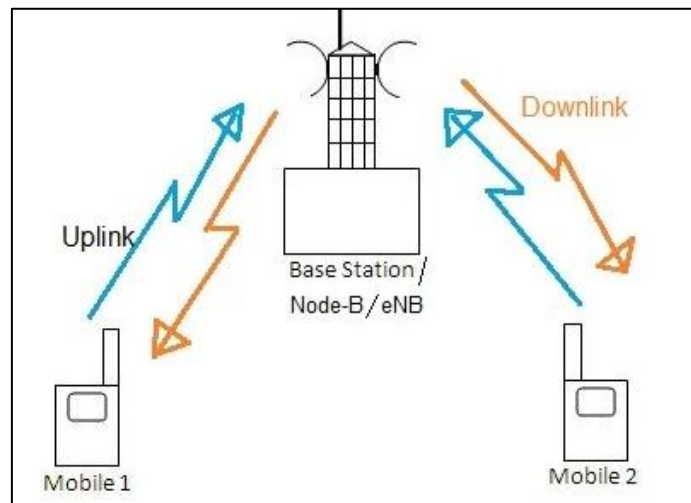 Downlink
Uplink
Base Station /
Node-B / eNB
Mobile 1
Mobile 2